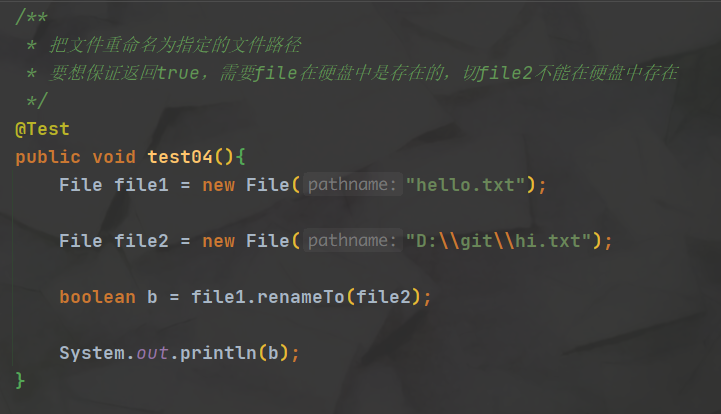 /**
* 把文件重命名为指定的文件路径
* 要想保证返回true，需要file在硬盘中是存在的，切file2不能在硬盘中存在
*/
@Test
public void test04(){
File file1 = new File( pathname: "hello.txt");
File file2 = new File( pathname: "D:\\git\\hi.txt");
boolean b = file1.renameTo(file2);
System.out.println(b);
}